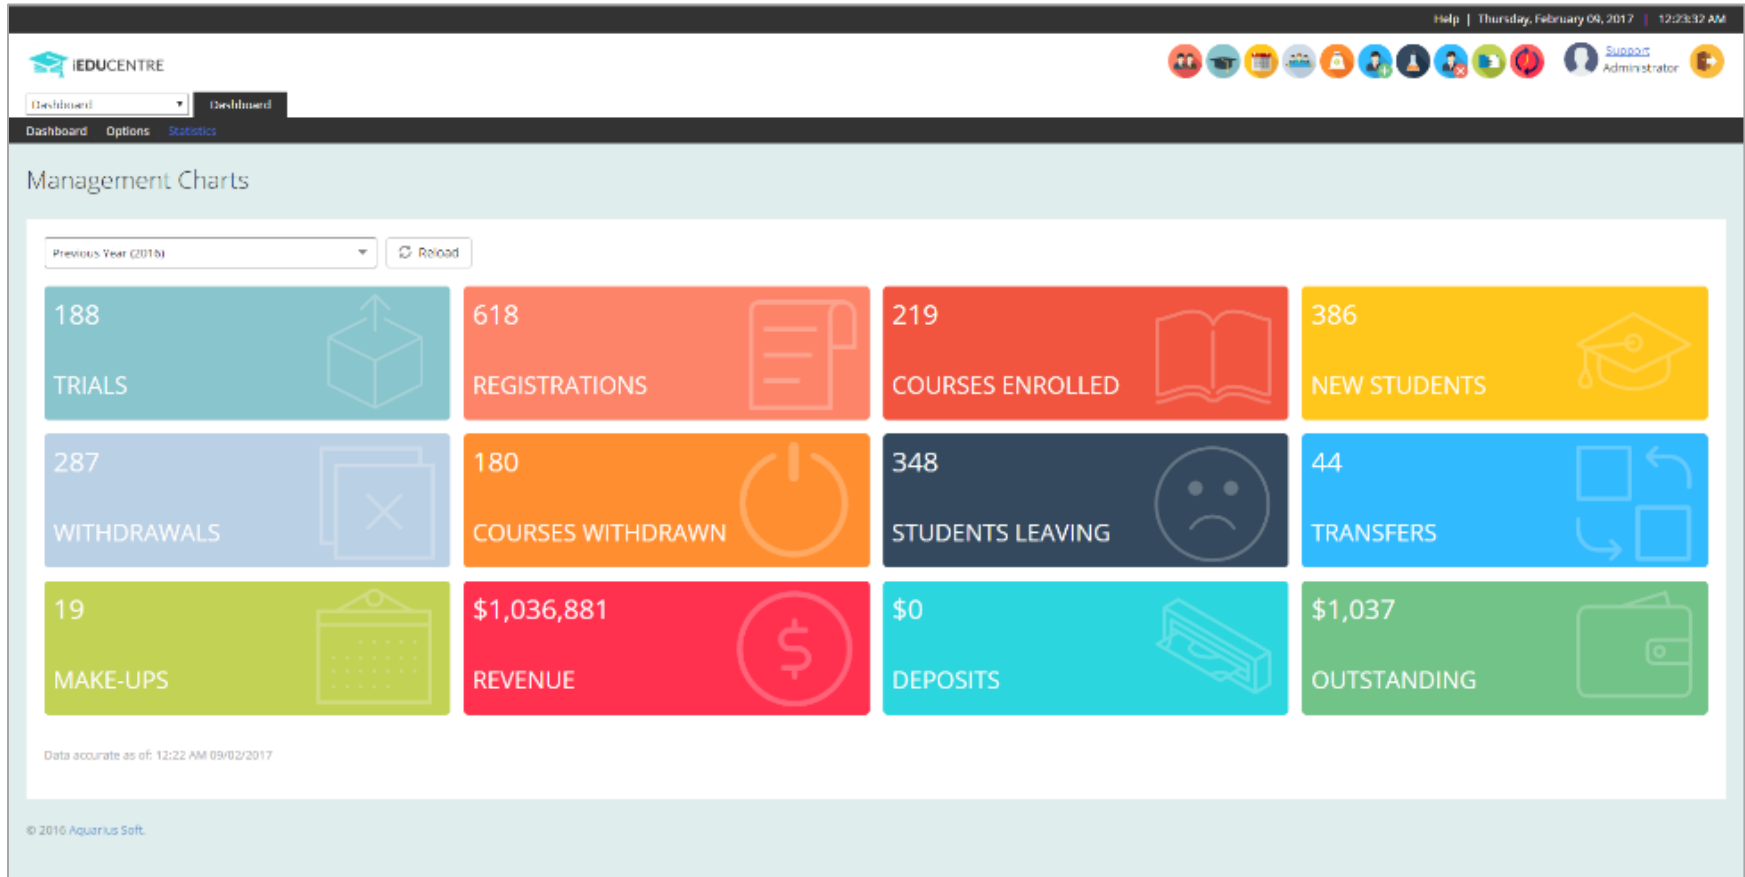 Help | Thursday, February 09, 2017 | 12:23:32 AM
iEDUCENTRE
Support
Administrator
Dashboard
Dashboard
Dashboard Options Statistics
Management Charts
Previous Year (2016)
Reload
188
618
219
386
TRIALS
REGISTRATIONS
COURSES ENROLLED
NEW STUDENTS
287
180
348
44
WITHDRAWALS
COURSES WITHDRAWN
STUDENTS LEAVING
TRANSFERS
19
$1,036,881
$0
$1,037
MAKE-UPS
REVENUE
DEPOSITS
OUTSTANDING
Data accurate as of: 12:22 AM 09/02/2017
© 2016 Aquarius Soft.